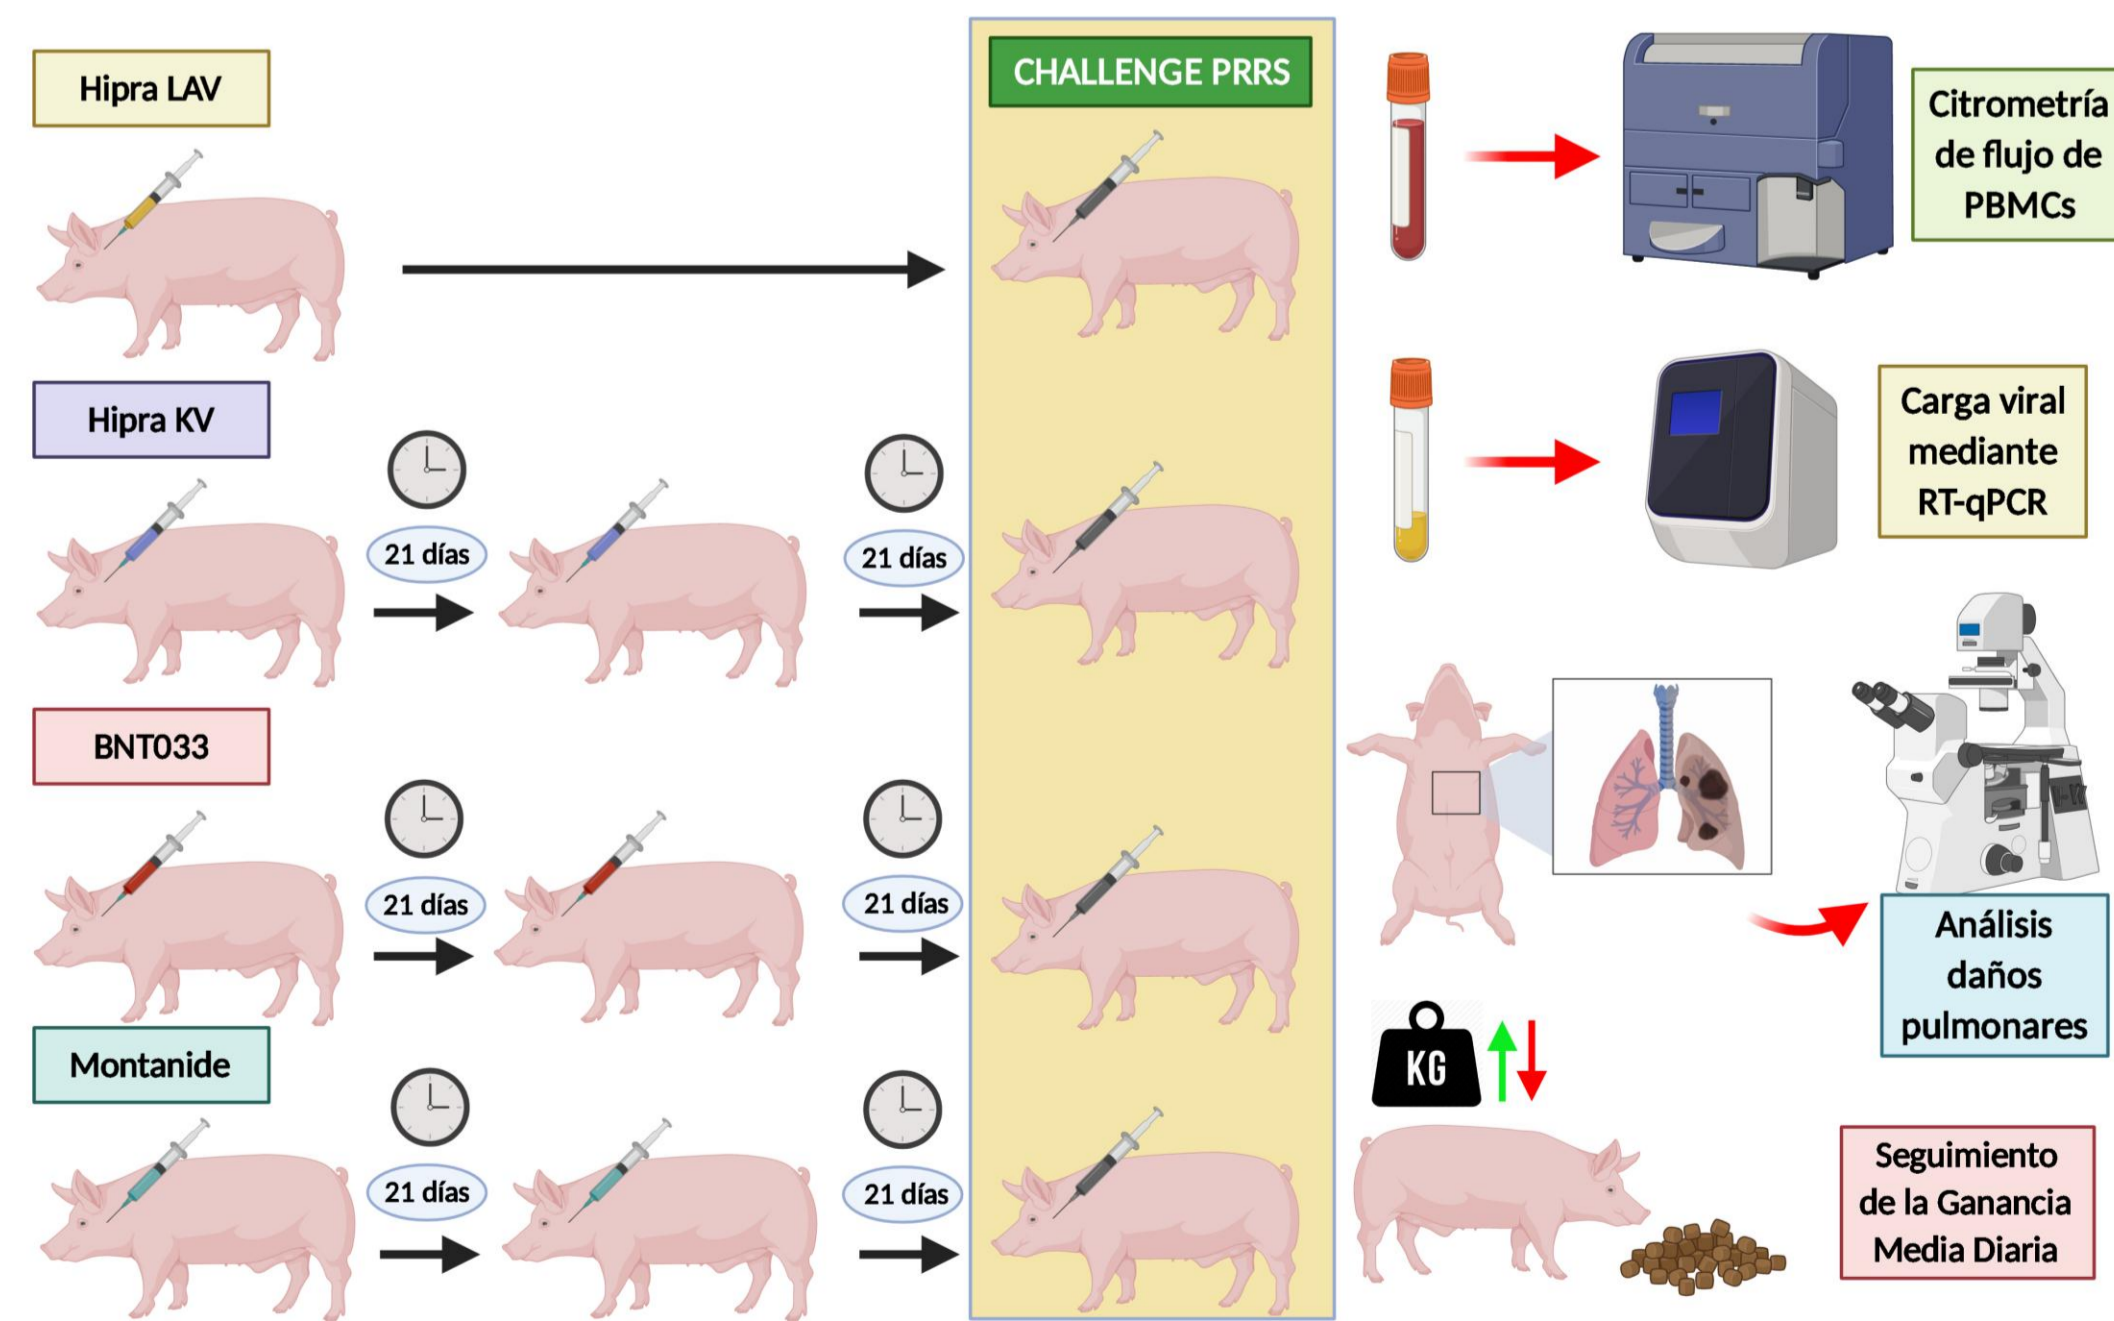 Hipra LAV
CHALLENGE PRRS
Citrometría
de flujo de
PBMCs
Hipra KV
21 días
21 días
Carga viral
mediante
RT-qPCR
BNT033
21 días
21 días
Análisis
daños
pulmonares
Montanide
21 días
21 días
KG
Seguimiento
de la Ganancia
Media Diaria